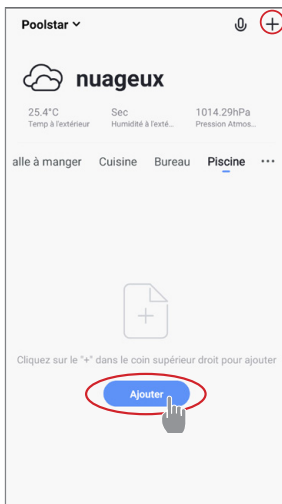 Poolstar
nuageux
25.4°C Sec 1014.29hPa
Temp à l'extérieur Humidité à l'exté... Pression Atmos...
alle à manger Cuisine Bureau Piscine ...
Cliquez sur le "+" dans le coin supérieur droit pour ajouter
Ajouter